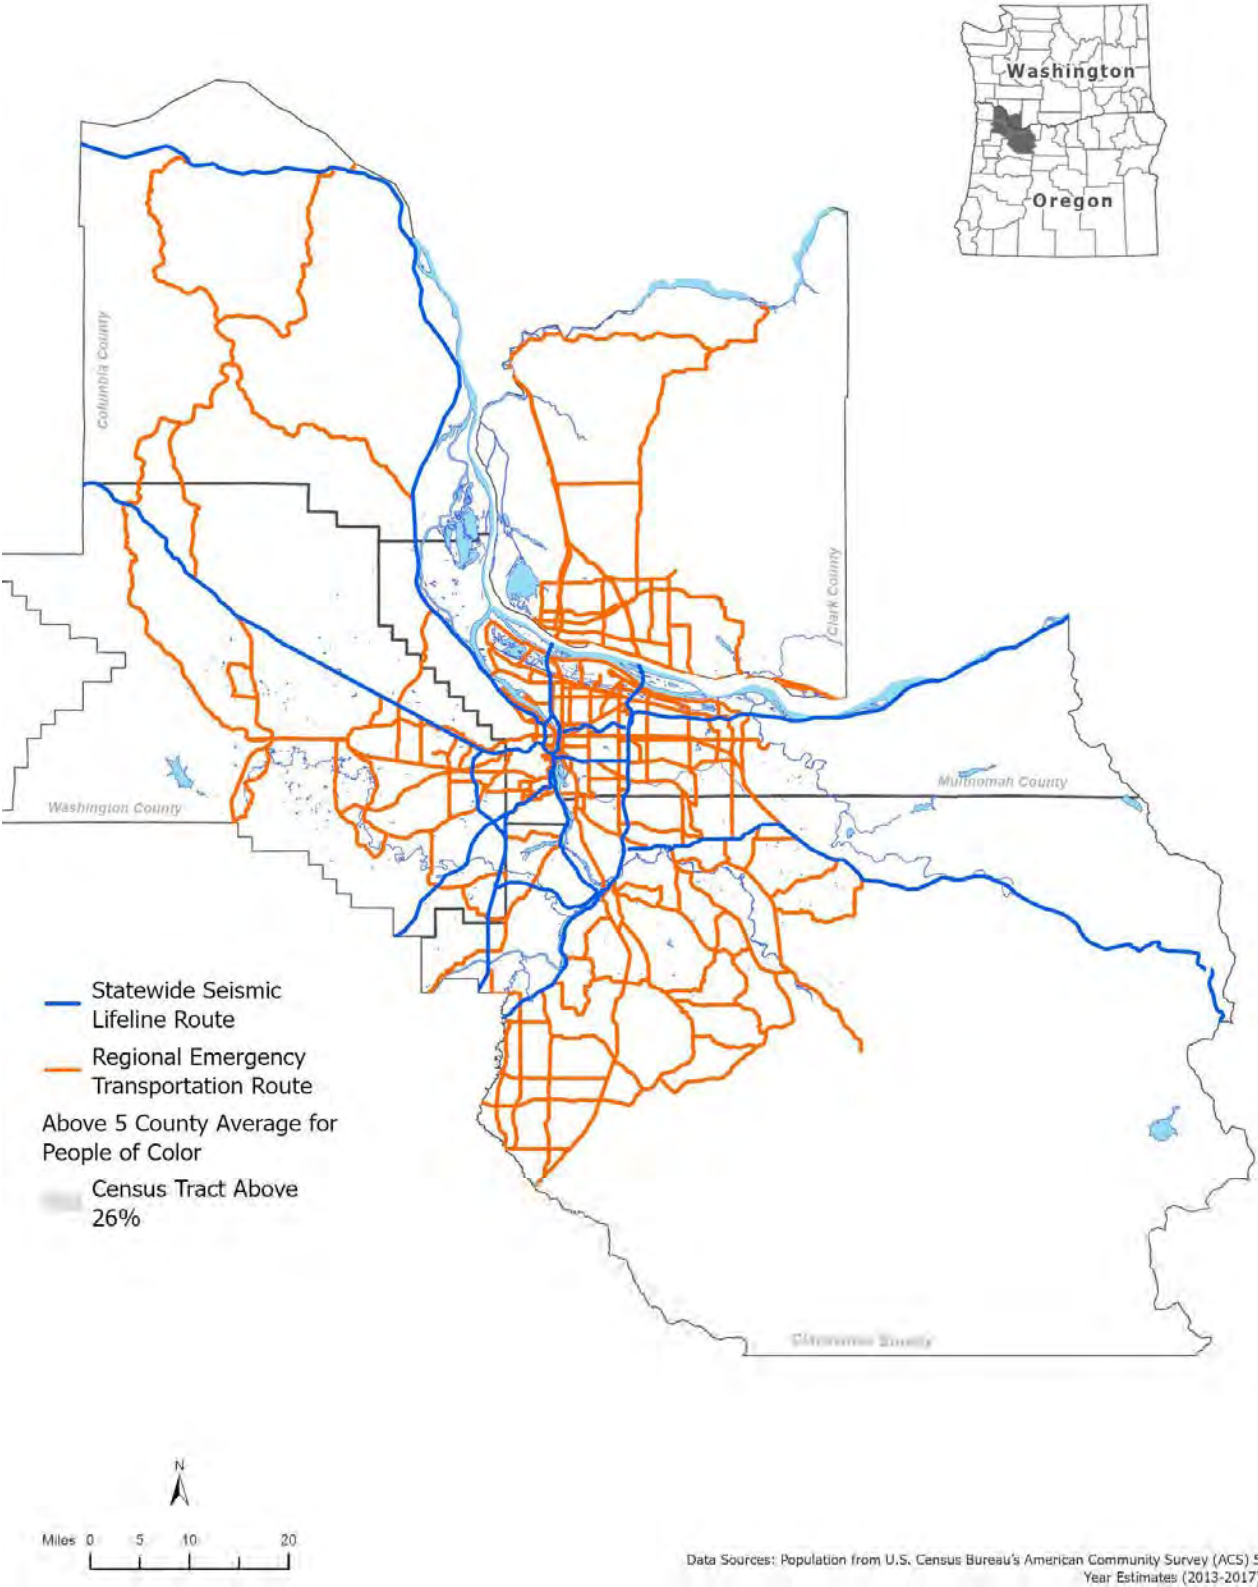 Washington
Oregon
Columbia County
Clark County
Multnomah County
Washington County
Statewide Seismic
Lifeline Route
Regional Emergency
Transportation Route
Above 5 County Average for
People of Color
Census Tract Above
26%
County
N
Miles 0 5 10 20
Data Sources: Population from U.S. Census Bureau's American Community Survey (ACS) 5
Year Estimates (2013-2017